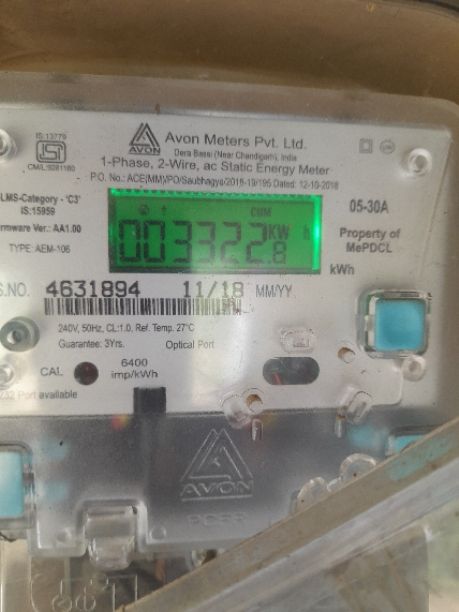 IS:13779
CM/L-9281180
AVON
Avon Meters Pvt. Ltd.
Dera Bassi (Near Chandigarh), India
1-Phase, 2-Wire, ac Static Energy Meter
P.O. No.: ACE(MM)/PO/Saubhagya/2018-19/195 Dated: 12-10-2018
LMS-Category - 'C3'
IS:15959
rmware Ver.: AA1.00
TYPE: AEM-106
CUM
003322.8 KW h
05-30A
Property of
MePDCL
kWh
S.NO. 4631894 11/18 MM/YY
240V, 50Hz, CL:1.0, Ref. Temp. 27°C
Guarantee: 3Yrs. Optical Port
CAL 6400
imp/kWh
232 Port available
AVON